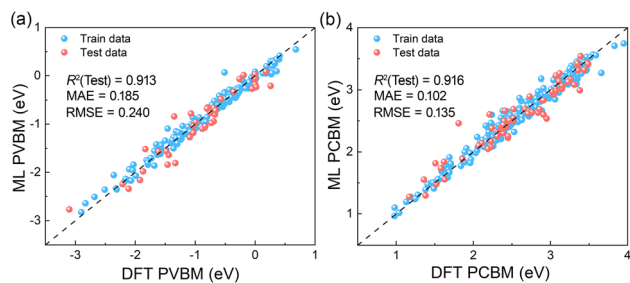 (a)
Train data
Test data
R²(Test) = 0.913
MAE = 0.185
RMSE = 0.240
ML PVBM (eV)
1
0
-1
-2
-3
-3
-2
-1
0
1
DFT PVBM (eV)
(b)
Train data
Test data
R²(Test) = 0.916
MAE = 0.102
RMSE = 0.135
ML PCBM (eV)
4
3
2
1
1
2
3
4
DFT PCBM (eV)